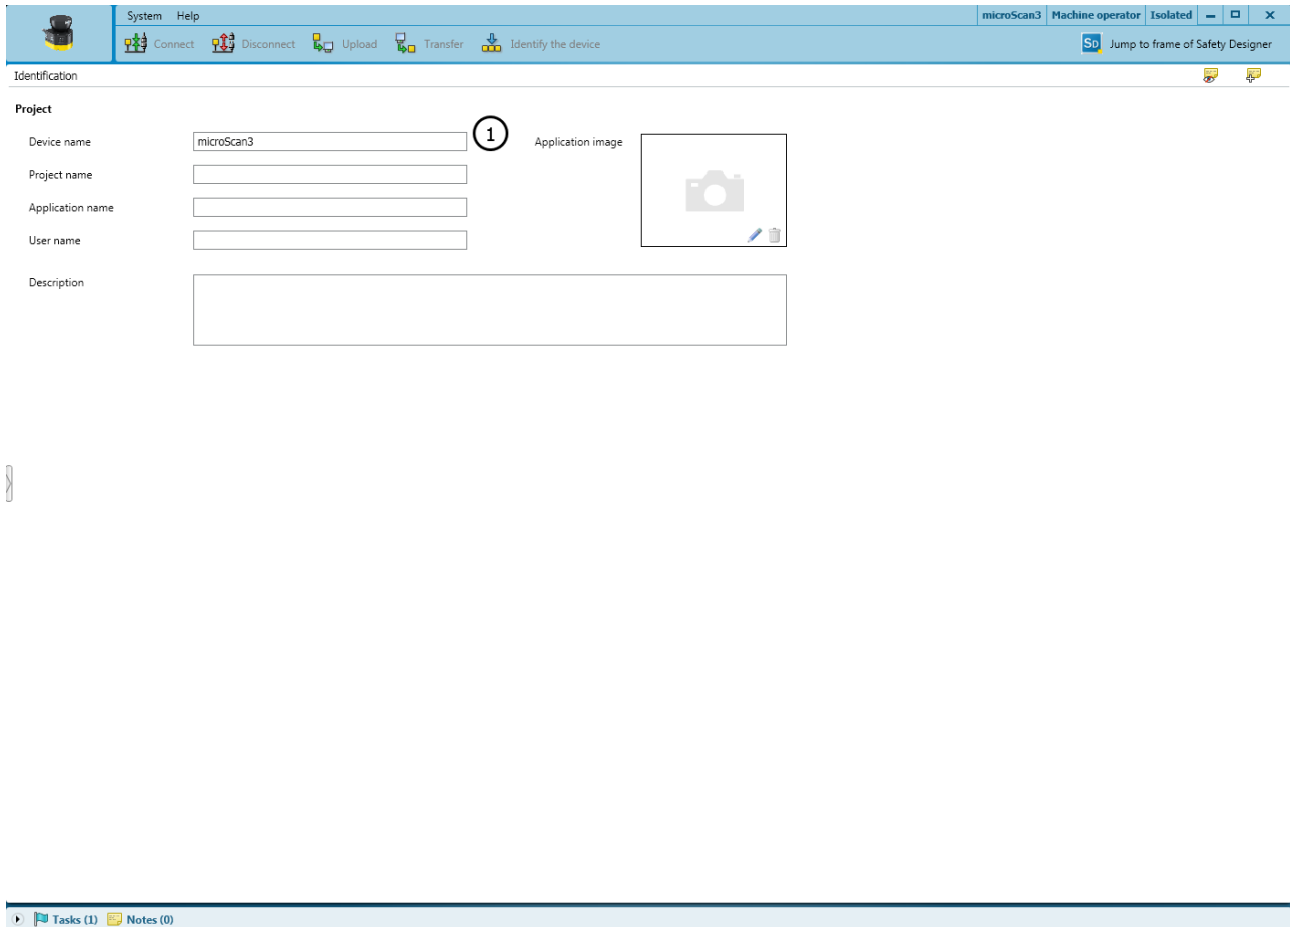 System Help microScan3 Machine operator Isolated
Connect Disconnect Upload Transfer Identify the device SD Jump to frame of Safety Designer
Identification
Project
Device name microScan3 1 Application image
Project name
Application name
User name
Description
Tasks (1) Notes (0)